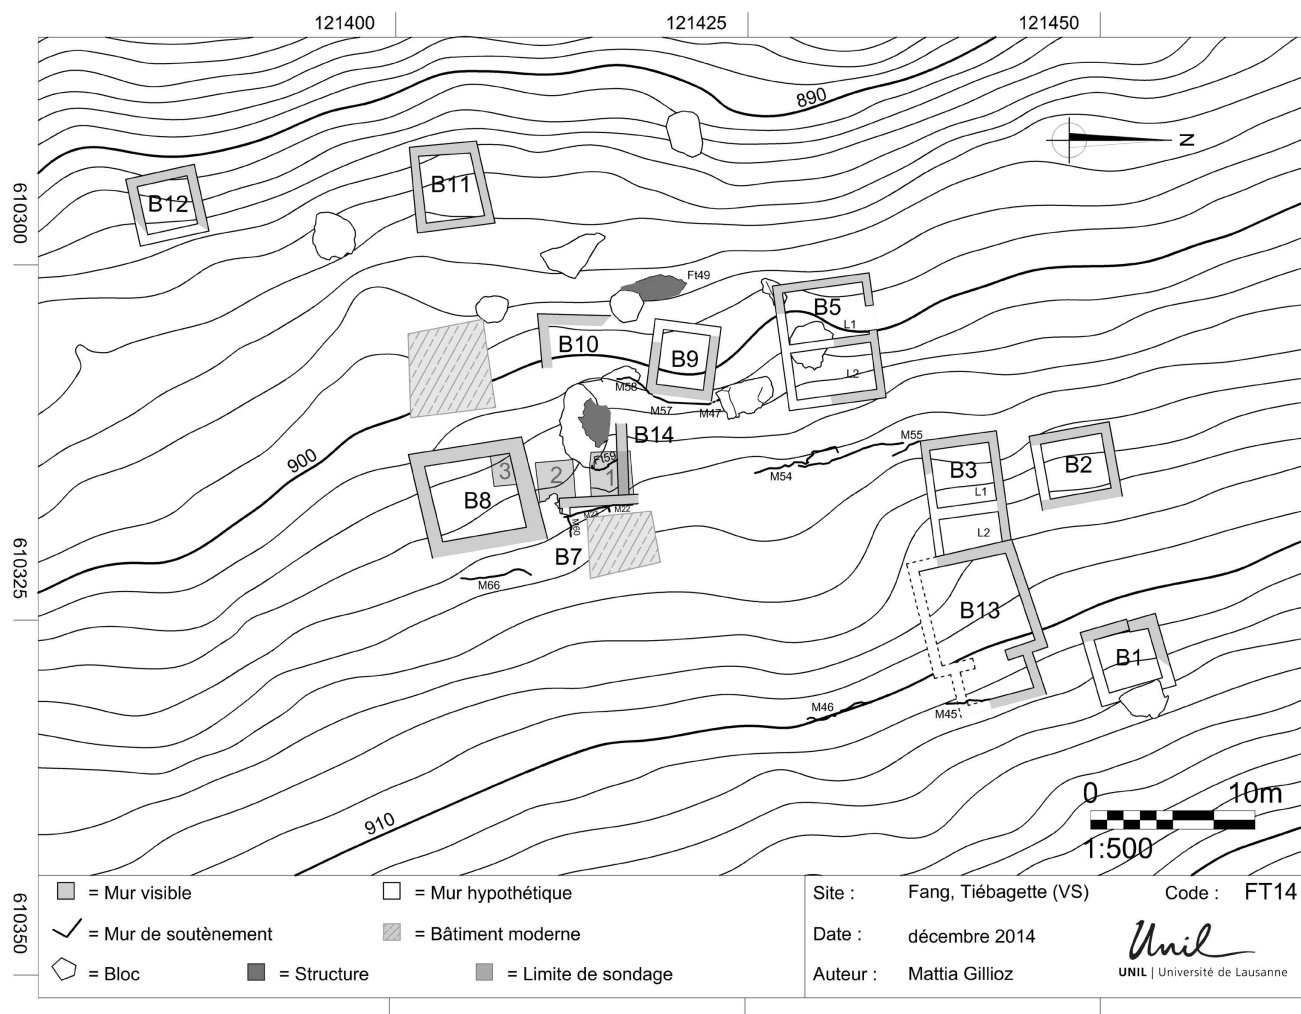 121400
121425
121450
890
N
B12
B11
610300
Ft49
B5
L1
B10
B9
L2
M58
M57
M47
B14
900
M55
Ft59
3
2
1
M54
B3
B2
B8
L1
M21
M22
M60
L2
B7
610325
M66
B13
B1
M46
M45
910
0 10m
1:500
610350
= Mur visible
= Mur hypothétique
= Mur de soutènement
= Bâtiment moderne
= Bloc
= Structure
= Limite de sondage
Site : Fang, Tiébagette (VS) Code : FT14
Date : décembre 2014
Auteur : Mattia Gillioz
Unil
UNIL | Université de Lausanne